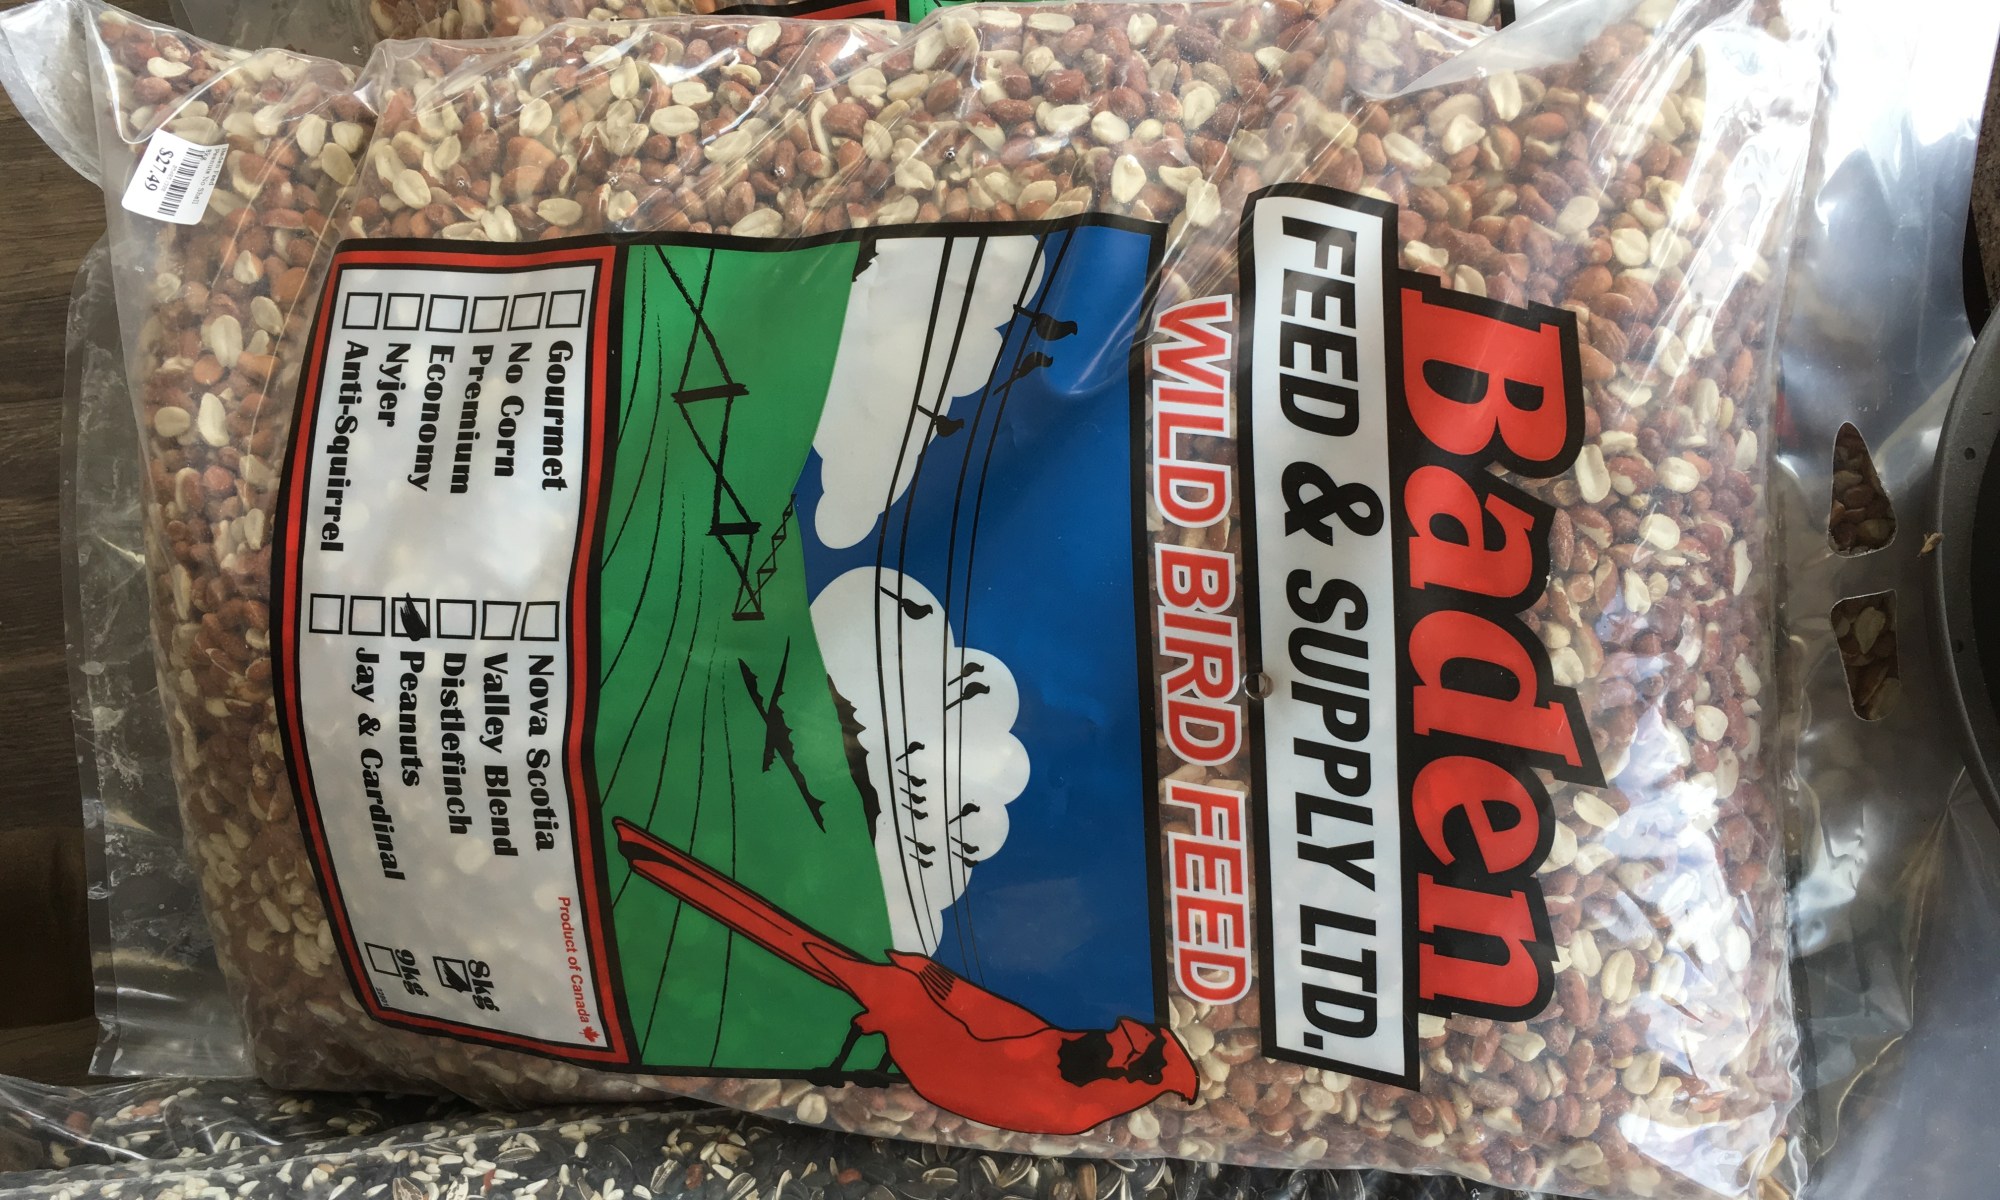 Baden
FEED & SUPPLY LTD.
WILD BIRD FEED
Product of Canada
Gourmet
No Corn
Premium
Economy
Nyjer
Anti-Squirrel
Nova Scotia
Valley Blend
Distlefinch
Peanuts
Jay & Cardinal
8kg
9kg
$27.49